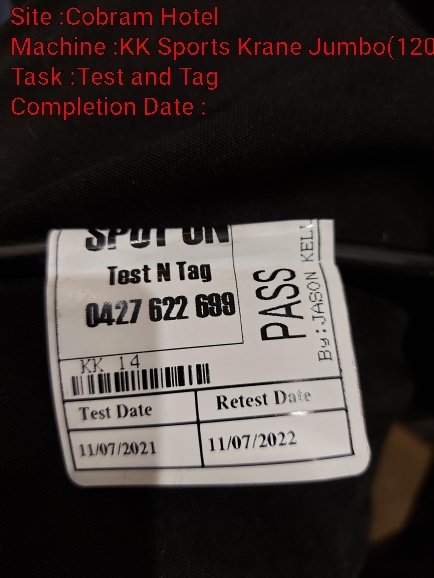 Site :Cobram Hotel
Machine :KK Sports Krane Jumbo(120
Task :Test and Tag
Completion Date :
SPOT ON
Test N Tag
0427 622 699
PASS
By:JASON
KK 14
Test Date Retest Date
11/07/2021 11/07/2022